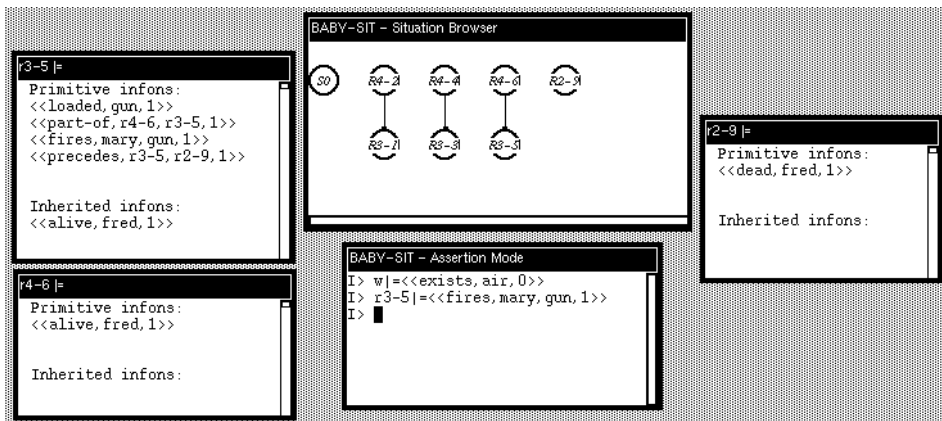 BABY-SIT - Situation Browser
S0
R4-2
R4-4
R4-6
R2-9
R3-1
R3-3
R3-5
r3-5 |=
Primitive infons:
<<loaded, gun, 1>>
<<part-of, r4-6, r3-5, 1>>
<<fires, mary, gun, 1>>
<<precedes, r3-5, r2-9, 1>>
Inherited infons:
<<alive, fred, 1>>
r2-9 |=
Primitive infons:
<<dead, fred, 1>>
Inherited infons:
BABY-SIT - Assertion Mode
I> w|=<<exists, air, 0>>
I> r3-5|=<<fires, mary, gun, 1>>
I>
r4-6 |=
Primitive infons:
<<alive, fred, 1>>
Inherited infons: